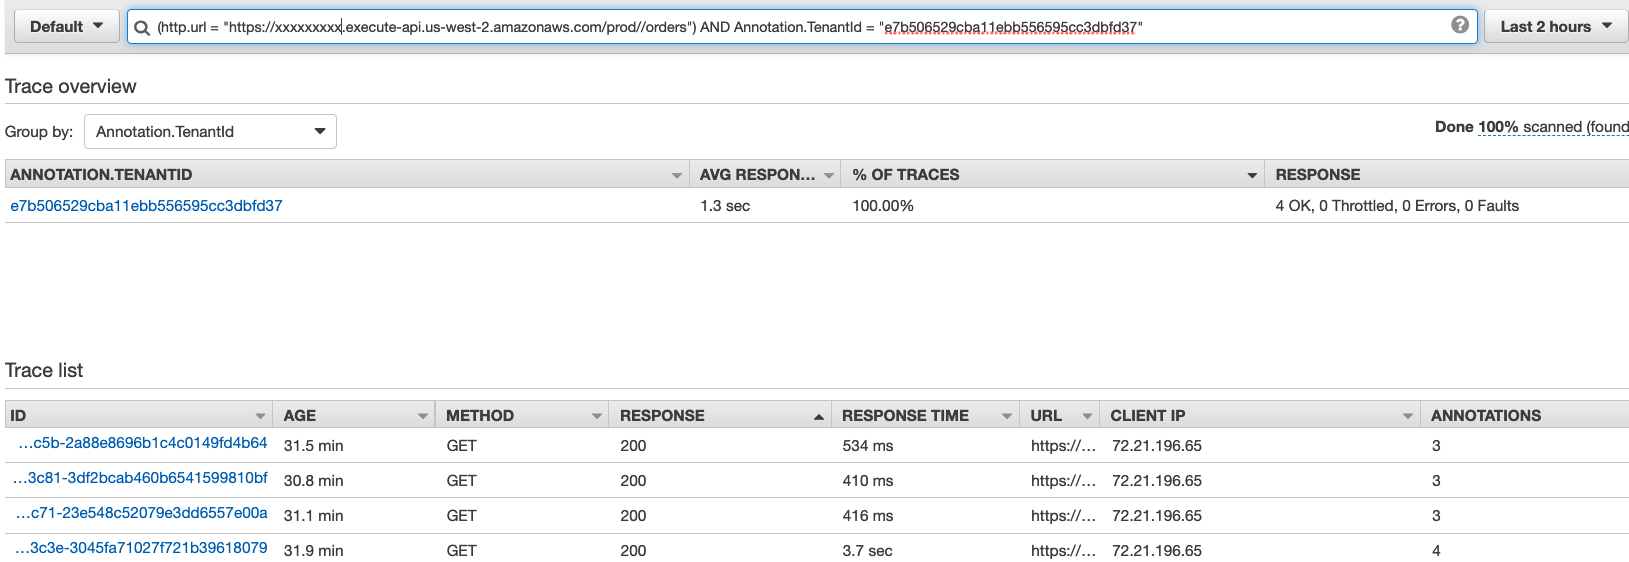 Default (http.url = "https://xxxxxxxxx.execute-api.us-west-2.amazonaws.com/prod//orders") AND Annotation.TenantId = "e7b506529cba11ebb556595cc3dbfd37" ? Last 2 hours
Trace overview
Group by: Annotation.TenantId Done 100% scanned (found
ANNOTATION.TENANTID AVG RESPON... % OF TRACES RESPONSE
e7b506529cba11ebb556595cc3dbfd37 1.3 sec 100.00% 4 OK, 0 Throttled, 0 Errors, 0 Faults
Trace list
ID AGE METHOD RESPONSE RESPONSE TIME URL CLIENT IP ANNOTATIONS
...c5b-2a88e8696b1c4c0149fd4b64 31.5 min GET 200 534 ms https://... 72.21.196.65 3
...3c81-3df2bcab460b6541599810bf 30.8 min GET 200 410 ms https://... 72.21.196.65 3
...c71-23e548c52079e3dd6557e00a 31.1 min GET 200 416 ms https://... 72.21.196.65 3
...3c3e-3045fa71027f721b39618079 31.9 min GET 200 3.7 sec https://... 72.21.196.65 4